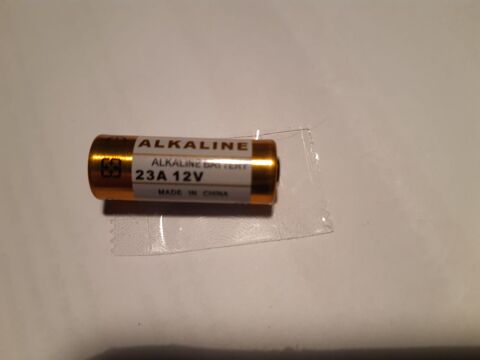 ALKALINE
ALKALINE BATTERY
23A 12V
MADE IN CHINA